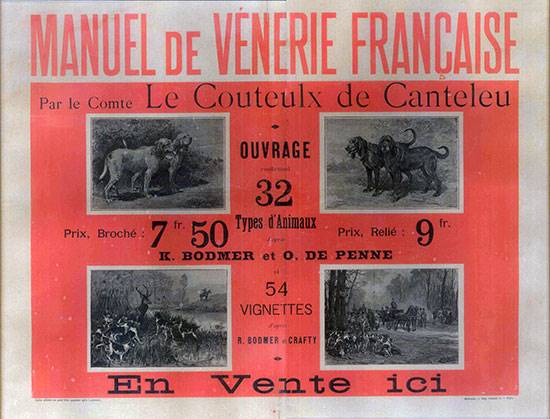 MANUEL DE VÉNERIE FRANÇAISE
Par le Comte Le Couteulx de Canteleu
OUVRAGE
contenant
32
Types d'Animaux
d'après
Prix, Broché : 7 fr. 50
Prix, Relié : 9 fr.
K. BODMER et O. DE PENNE
et
54
VIGNETTES
d'après
R. BODMER et CRAFTY
En Vente ici